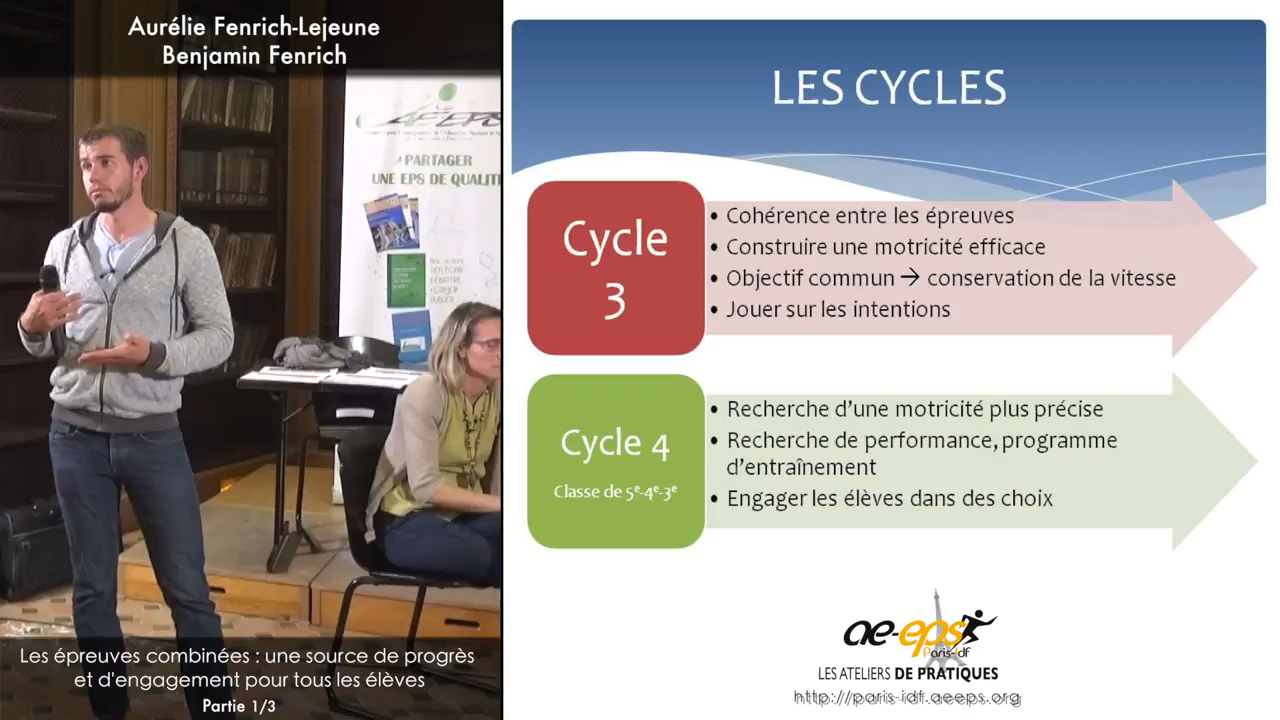 Aurélie Fenrich-Lejeune
Benjamin Fenrich
AEEPS
PARTAGER
UNE EPS DE QUALIT
Les épreuves combinées : une source de progrès
et d'engagement pour tous les élèves
Partie 1/3
LES CYCLES
Cycle
3
• Cohérence entre les épreuves
• Construire une motricité efficace
• Objectif commun → conservation de la vitesse
• Jouer sur les intentions
Cycle 4
Classe de 5e-4e-3e
• Recherche d'une motricité plus précise
• Recherche de performance, programme
d'entraînement
• Engager les élèves dans des choix
ae-eps
Paris-idf
LES ATELIERS DE PRATIQUES
http://paris-idf.aeeps.org